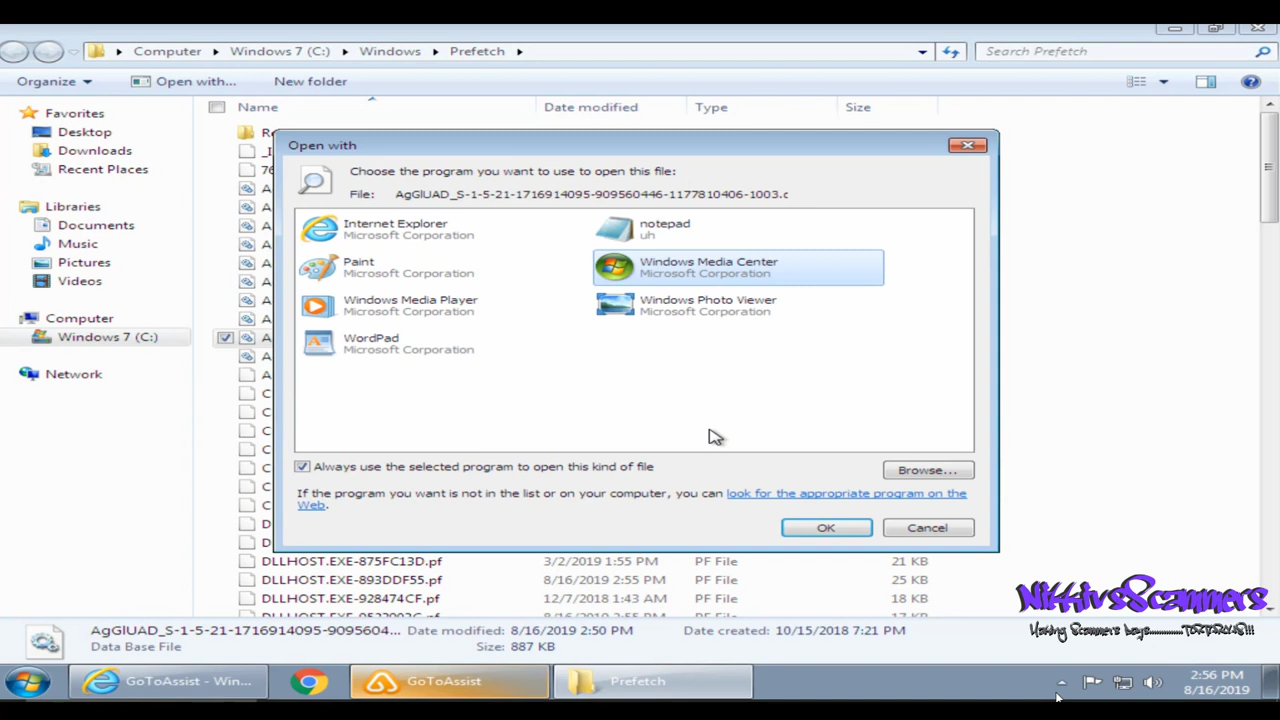 Computer Windows 7 (C:) Windows Prefetch
Search Prefetch
Organize Open with... New folder
Name Date modified Type Size
Favorites
Desktop
Downloads
Recent Places
Libraries
Documents
Music
Pictures
Videos
Computer
Windows 7 (C:)
Network
Open with
Choose the program you want to use to open this file:
File: AgGlUAD_S-1-5-21-1716914095-909560446-1177810406-1003.c
Internet Explorer
Microsoft Corporation
notepad
uh
Paint
Microsoft Corporation
Windows Media Center
Microsoft Corporation
Windows Media Player
Microsoft Corporation
Windows Photo Viewer
Microsoft Corporation
WordPad
Microsoft Corporation
Always use the selected program to open this kind of file
Browse...
If the program you want is not in the list or on your computer, you can look for the appropriate program on the
Web.
OK Cancel
DLLHOST.EXE-875FC13D.pf 3/2/2019 1:55 PM PF File 21 KB
DLLHOST.EXE-893DDF55.pf 8/16/2019 2:55 PM PF File 25 KB
DLLHOST.EXE-928474CF.pf 12/7/2018 1:43 AM PF File 18 KB
NikkivsScammers
AgGlUAD_S-1-5-21-1716914095-9095604... Date modified: 8/16/2019 2:50 PM Date created: 10/15/2018 7:21 PM
Data Base File Size: 887 KB
GoToAssist - Win... GoToAssist Prefetch
2:56 PM
8/16/2019